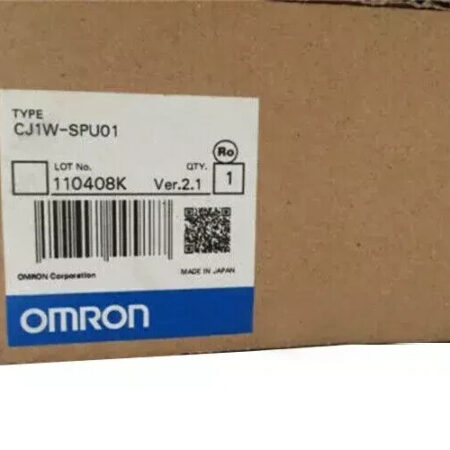 TYPE
CJ1W-SPU01
Ro
LOT No. QTY.
110408K Ver.2.1 1
OMRON Corporation MADE IN JAPAN
OMRON